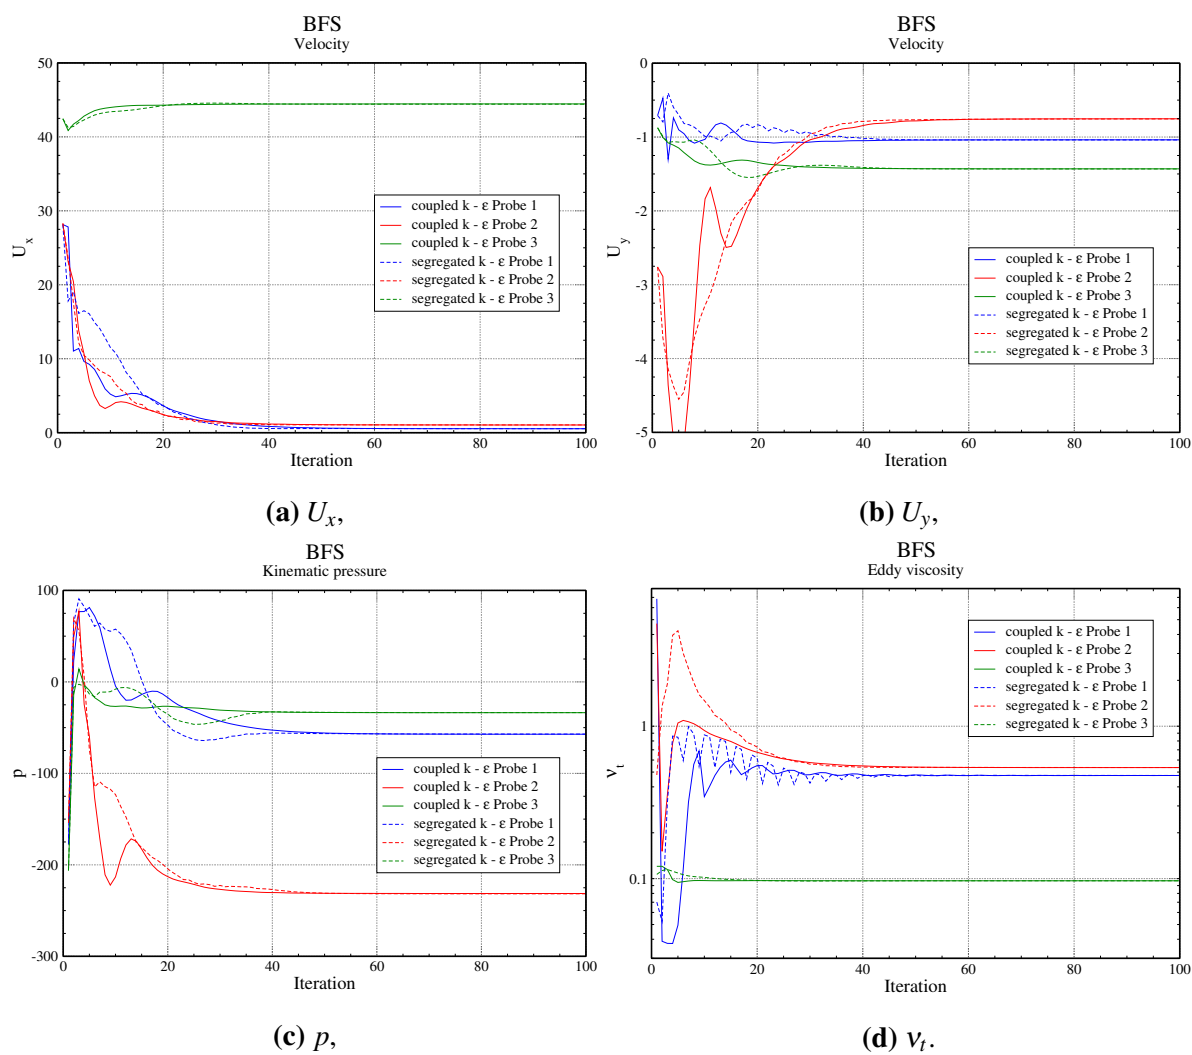 BFS
Velocity
50
40
30
20
10
0
U_x
0
20
40
60
80
100
Iteration
coupled k - ε Probe 1
coupled k - ε Probe 2
coupled k - ε Probe 3
segregated k - ε Probe 1
segregated k - ε Probe 2
segregated k - ε Probe 3
(a) U_x,
BFS
Velocity
0
-1
-2
-3
-4
-5
U_y
0
20
40
60
80
100
Iteration
coupled k - ε Probe 1
coupled k - ε Probe 2
coupled k - ε Probe 3
segregated k - ε Probe 1
segregated k - ε Probe 2
segregated k - ε Probe 3
(b) U_y,
BFS
Kinematic pressure
100
0
-100
-200
-300
p
0
20
40
60
80
100
Iteration
coupled k - ε Probe 1
coupled k - ε Probe 2
coupled k - ε Probe 3
segregated k - ε Probe 1
segregated k - ε Probe 2
segregated k - ε Probe 3
(c) p,
BFS
Eddy viscosity
1
0.1
ν_t
0
20
40
60
80
100
Iteration
coupled k - ε Probe 1
coupled k - ε Probe 2
coupled k - ε Probe 3
segregated k - ε Probe 1
segregated k - ε Probe 2
segregated k - ε Probe 3
(d) ν_t.